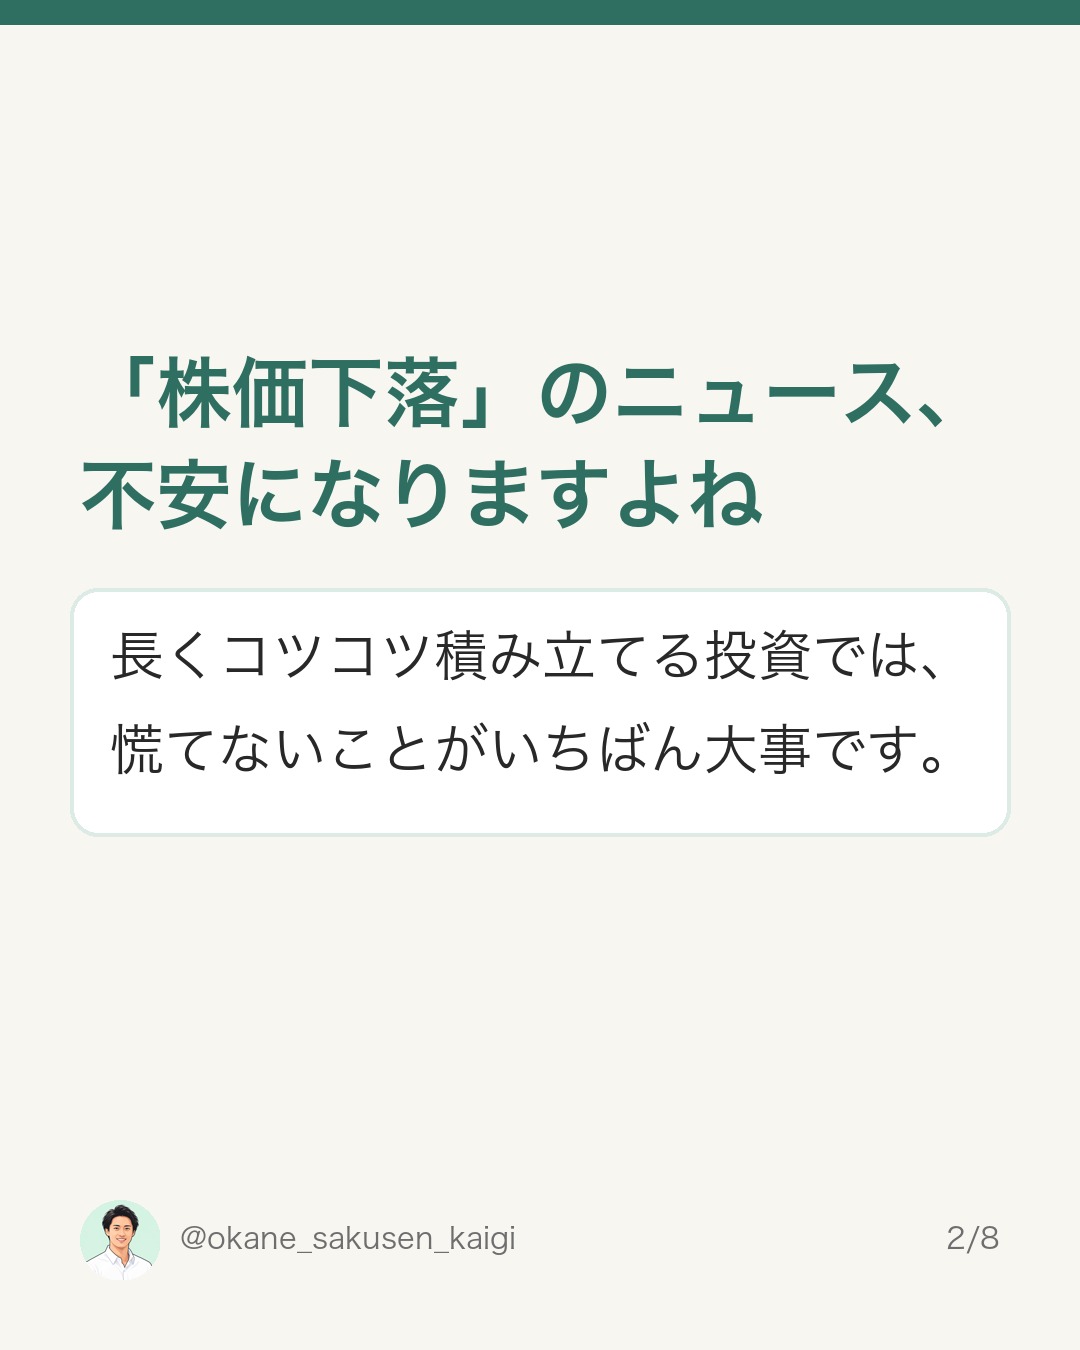 「株価下落」のニュース、
不安になりますよね
長くコツコツ積み立てる投資では、
慌てないことがいちばん大事です。
@okane_sakusen_kaigi
2/8